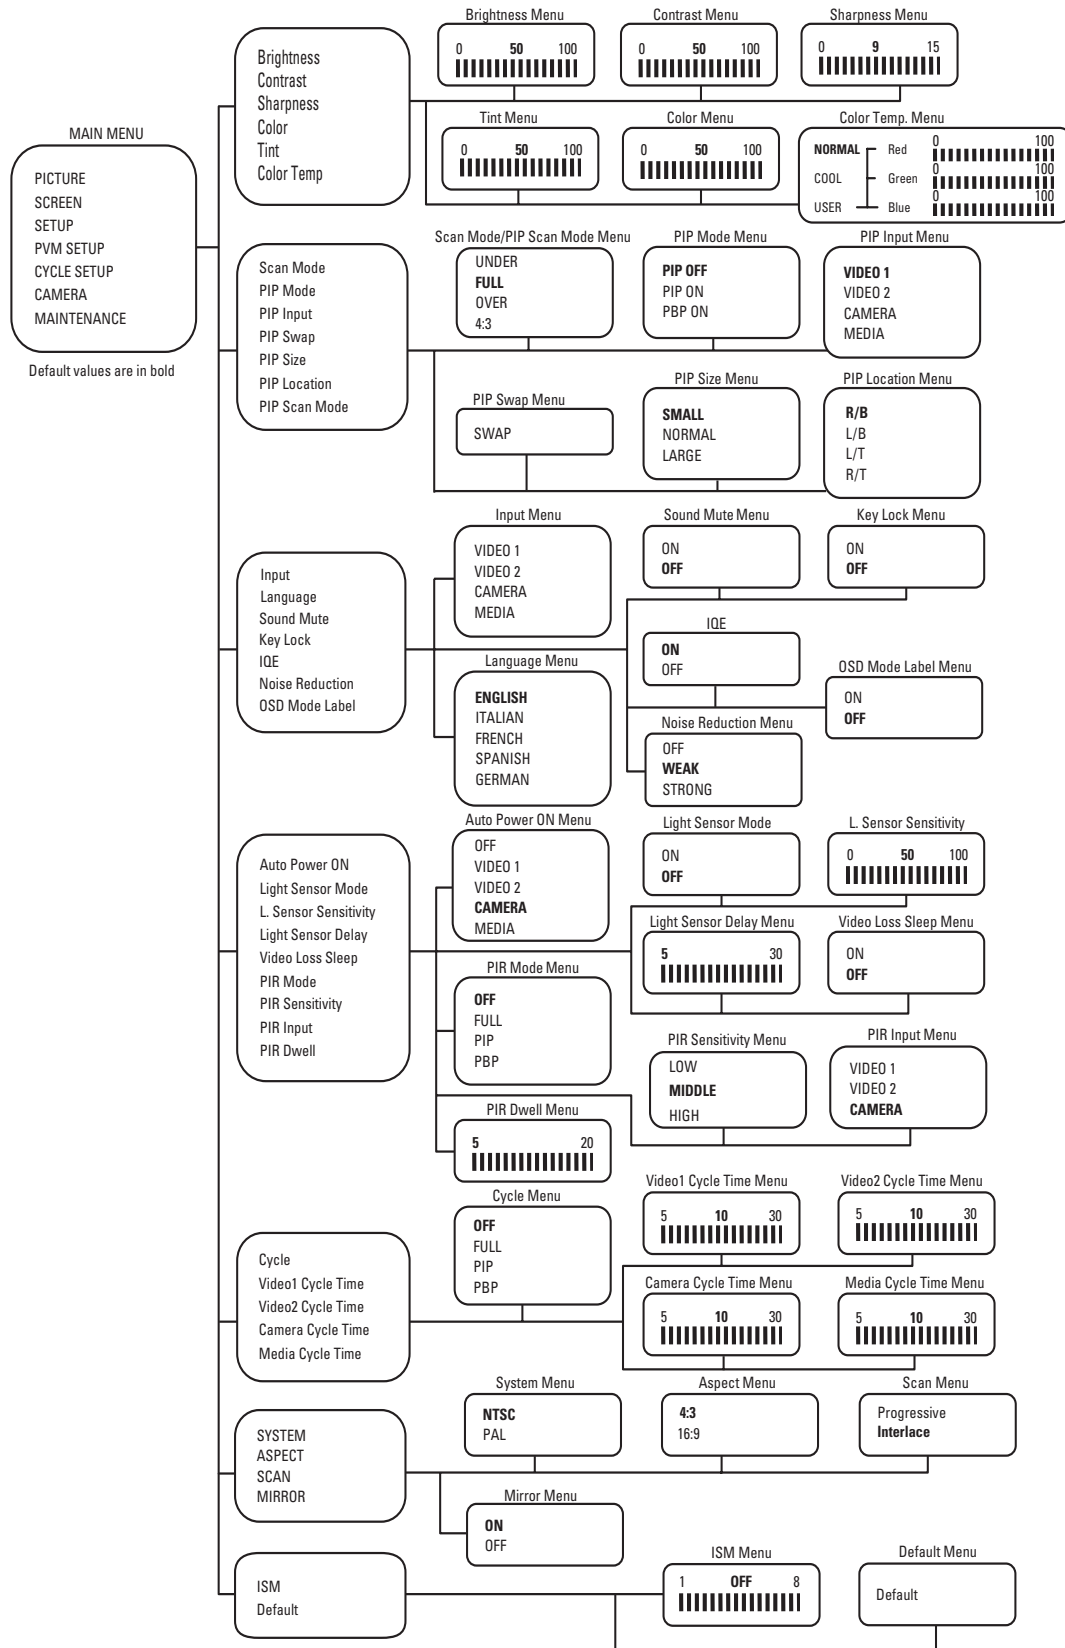 MAIN MENU
PICTURE
SCREEN
SETUP
PVM SETUP
CYCLE SETUP
CAMERA
MAINTENANCE
Default values are in bold
Brightness
Contrast
Sharpness
Color
Tint
Color Temp
Brightness Menu
0 50 100
Contrast Menu
0 50 100
Sharpness Menu
0 9 15
Tint Menu
0 50 100
Color Menu
0 50 100
Color Temp. Menu
NORMAL Red 0 100
COOL Green 0 100
USER Blue 0 100
Scan Mode
PIP Mode
PIP Input
PIP Swap
PIP Size
PIP Location
PIP Scan Mode
Scan Mode/PIP Scan Mode Menu
UNDER
FULL
OVER
4:3
PIP Mode Menu
PIP OFF
PIP ON
PBP ON
PIP Input Menu
VIDEO 1
VIDEO 2
CAMERA
MEDIA
PIP Swap Menu
SWAP
PIP Size Menu
SMALL
NORMAL
LARGE
PIP Location Menu
R/B
L/B
L/T
R/T
Input
Language
Sound Mute
Key Lock
IQE
Noise Reduction
OSD Mode Label
Input Menu
VIDEO 1
VIDEO 2
CAMERA
MEDIA
Sound Mute Menu
ON
OFF
Key Lock Menu
ON
OFF
Language Menu
ENGLISH
ITALIAN
FRENCH
SPANISH
GERMAN
IQE
ON
OFF
OSD Mode Label Menu
ON
OFF
Noise Reduction Menu
OFF
WEAK
STRONG
Auto Power ON
Light Sensor Mode
L. Sensor Sensitivity
Light Sensor Delay
Video Loss Sleep
PIR Mode
PIR Sensitivity
PIR Input
PIR Dwell
Auto Power ON Menu
OFF
VIDEO 1
VIDEO 2
CAMERA
MEDIA
Light Sensor Mode
ON
OFF
L. Sensor Sensitivity
0 50 100
Light Sensor Delay Menu
5 30
Video Loss Sleep Menu
ON
OFF
PIR Mode Menu
OFF
FULL
PIP
PBP
PIR Sensitivity Menu
LOW
MIDDLE
HIGH
PIR Input Menu
VIDEO 1
VIDEO 2
CAMERA
PIR Dwell Menu
5 20
Cycle
Video1 Cycle Time
Video2 Cycle Time
Camera Cycle Time
Media Cycle Time
Cycle Menu
OFF
FULL
PIP
PBP
Video1 Cycle Time Menu
5 10 30
Video2 Cycle Time Menu
5 10 30
Camera Cycle Time Menu
5 10 30
Media Cycle Time Menu
5 10 30
SYSTEM
ASPECT
SCAN
MIRROR
System Menu
NTSC
PAL
Aspect Menu
4:3
16:9
Scan Menu
Progressive
Interlace
Mirror Menu
ON
OFF
ISM
Default
ISM Menu
1 OFF 8
Default Menu
Default